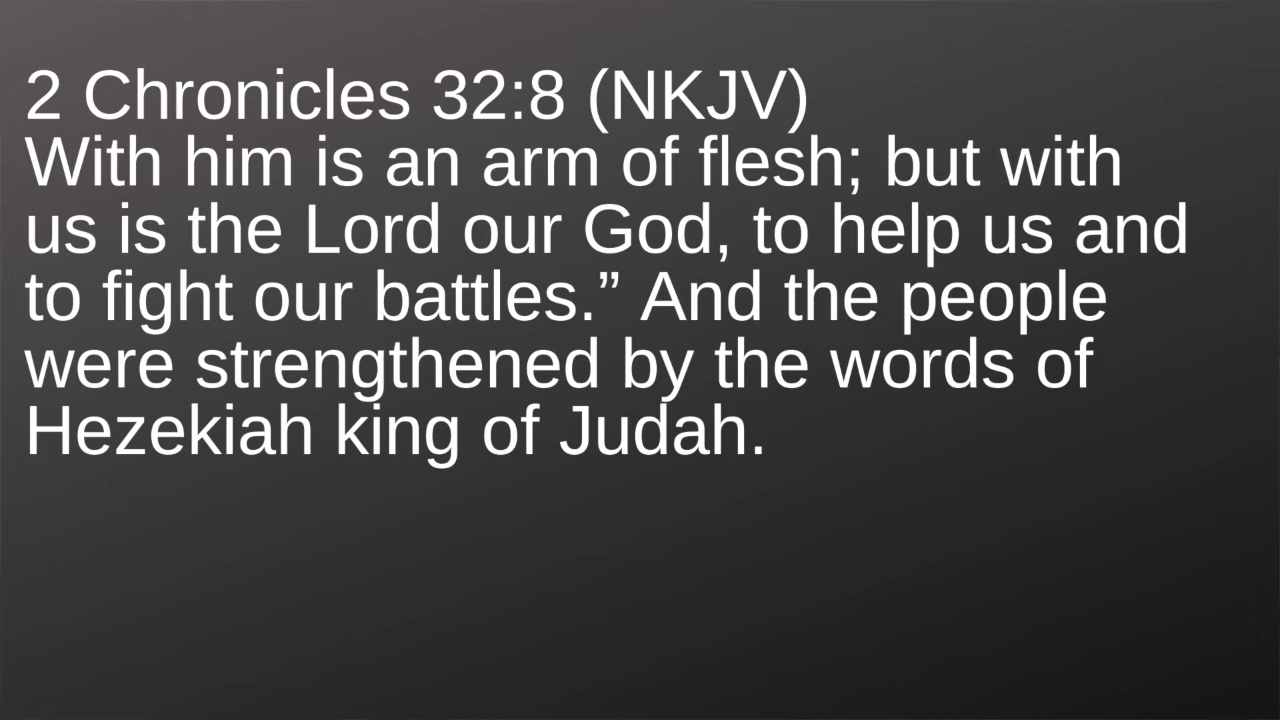 2 Chronicles 32:8 (NKJV)
With him is an arm of flesh; but with
us is the Lord our God, to help us and
to fight our battles.” And the people
were strengthened by the words of
Hezekiah king of Judah.